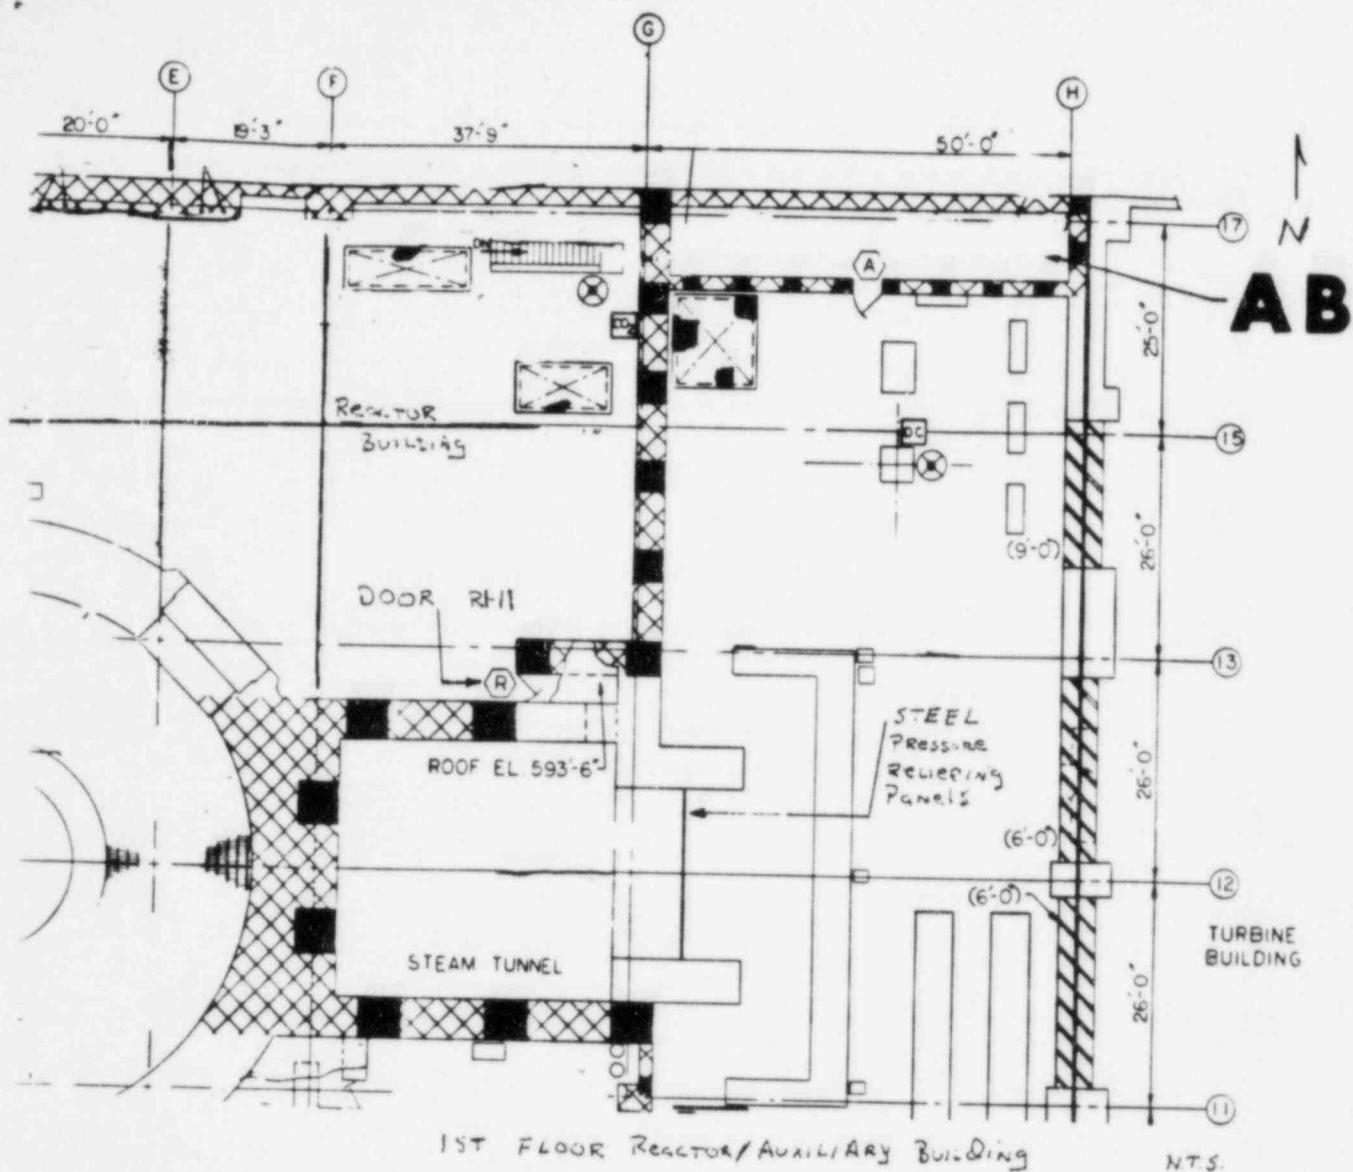 G
E
F
H
20'-0"
19'-3"
37'-9"
50'-0"
N
17
A
AB
25'-0"
REACTOR
BUILDING
DC
15
26'-0"
(9'-0")
DOOR
R
13
STEEL
PRESSURE
RELIEVING
PANELS
ROOF EL. 593'-6"
26'-0"
(6'-0")
12
(6'-0")
STEAM TUNNEL
TURBINE
BUILDING
26'-0"
11
1ST FLOOR REACTOR/AUXILIARY BUILDING
N.T.S.